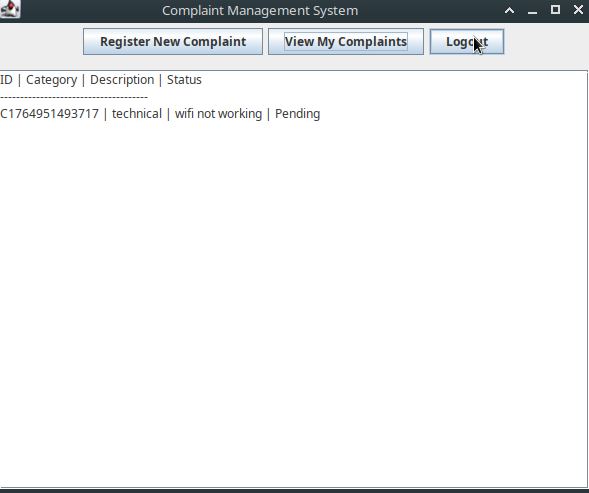 Complaint Management System
Register New Complaint View My Complaints Logout
ID | Category | Description | Status
-------------------------------------
C1764951493717 | technical | wifi not working | Pending